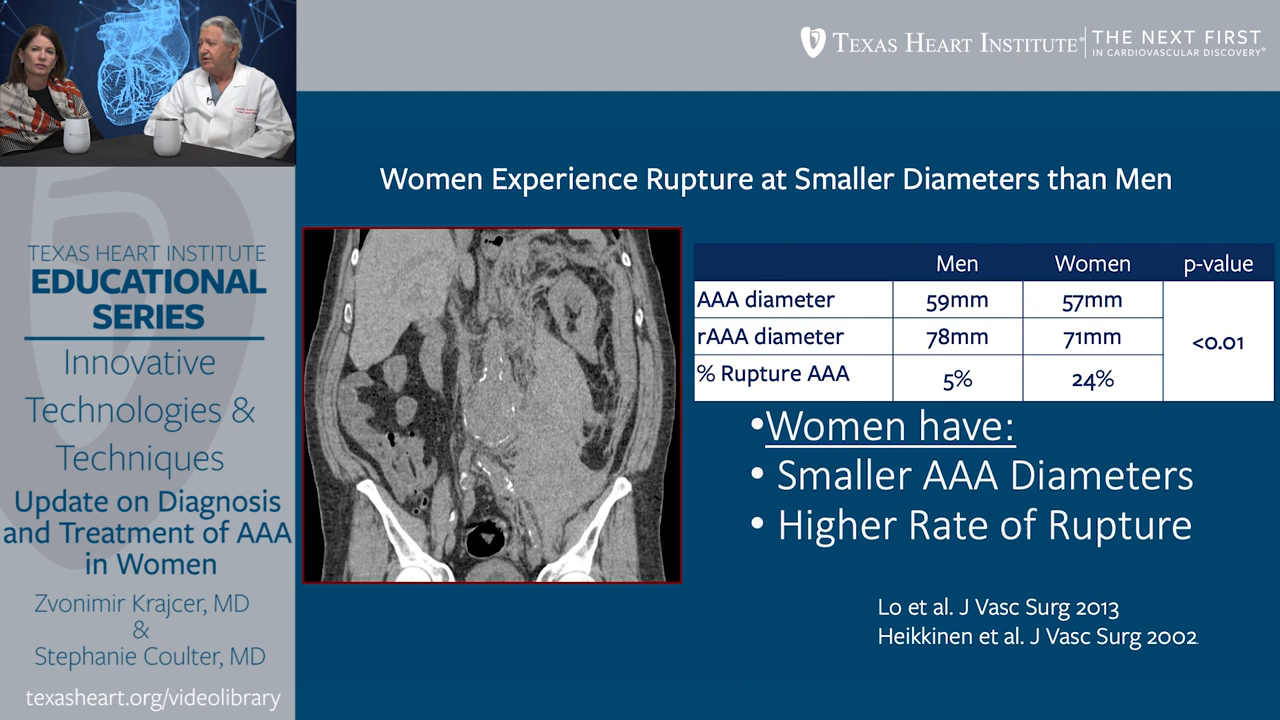 TEXAS HEART INSTITUTE®
THE NEXT FIRST
IN CARDIOVASCULAR DISCOVERY®
TEXAS HEART INSTITUTE
EDUCATIONAL
SERIES
Innovative
Technologies &
Techniques
Update on Diagnosis
and Treatment of AAA
in Women
Zvonimir Krajcer, MD
&
Stephanie Coulter, MD
texasheart.org/videolibrary
Women Experience Rupture at Smaller Diameters than Men
Men Women p-value
AAA diameter 59mm 57mm
rAAA diameter 78mm 71mm <0.01
% Rupture AAA 5% 24%
•Women have:
• Smaller AAA Diameters
• Higher Rate of Rupture
Lo et al. J Vasc Surg 2013
Heikkinen et al. J Vasc Surg 2002